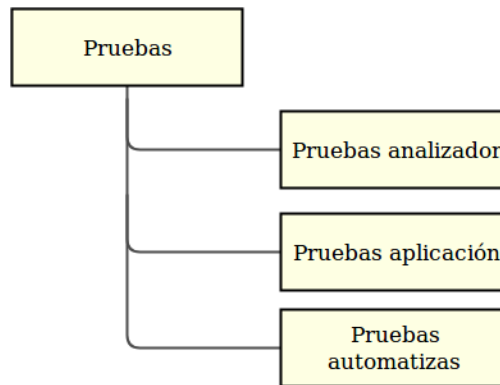 Pruebas
Pruebas analizador
Pruebas aplicación
Pruebas
automatizas